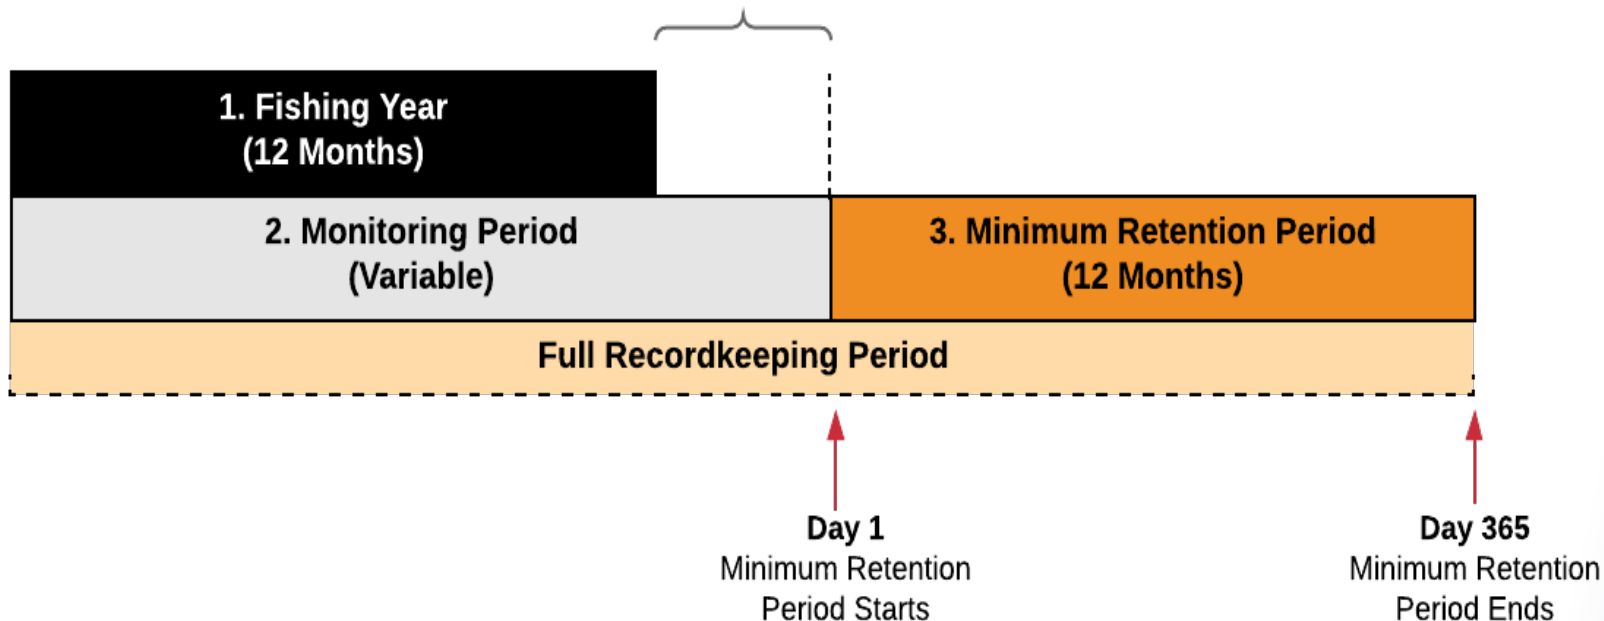 1. Fishing Year
(12 Months)
2. Monitoring Period
(Variable)
3. Minimum Retention Period
(12 Months)
Full Recordkeeping Period
Day 1
Minimum Retention
Period Starts
Day 365
Minimum Retention
Period Ends